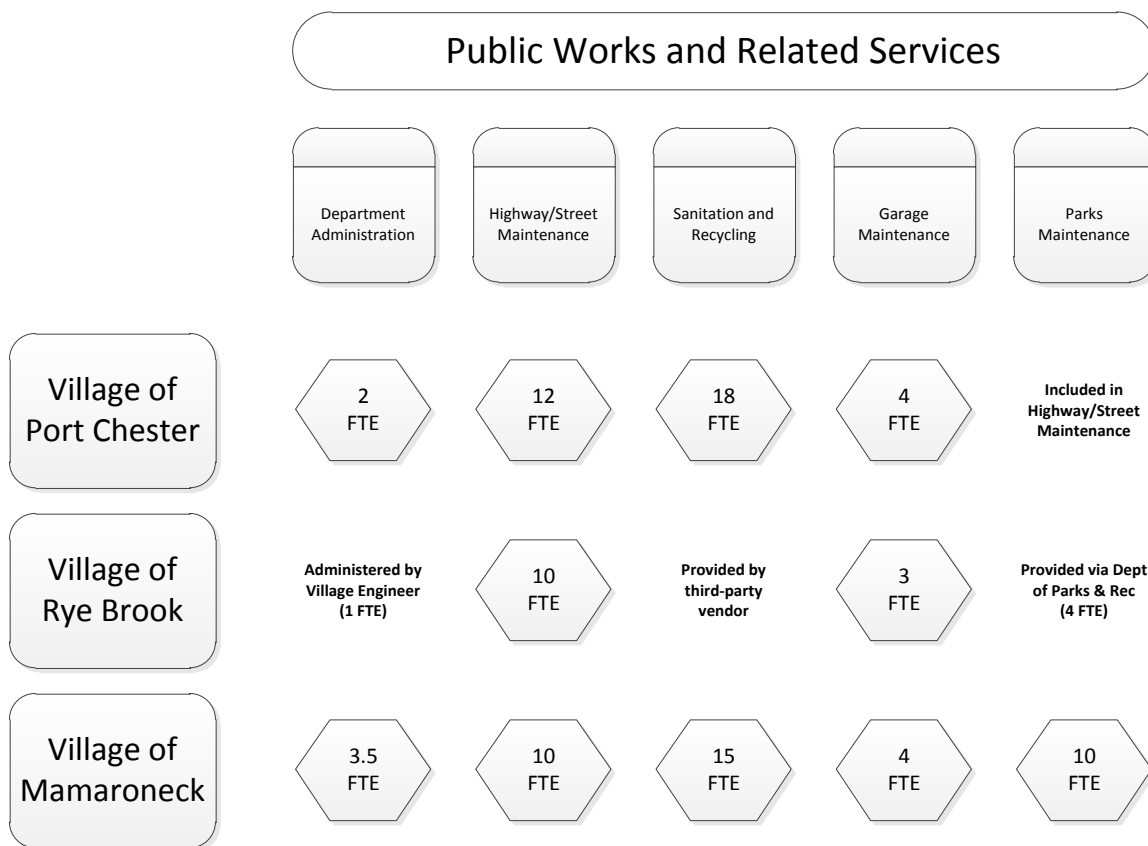 Public Works and Related Services
Department
Administration
Highway/Street
Maintenance
Sanitation and
Recycling
Garage
Maintenance
Parks
Maintenance
Village of
Port Chester
2
FTE
12
FTE
18
FTE
4
FTE
Included in
Highway/Street
Maintenance
Village of
Rye Brook
Administered by
Village Engineer
(1 FTE)
10
FTE
Provided by
third-party
vendor
3
FTE
Provided via Dept
of Parks & Rec
(4 FTE)
Village of
Mamaroneck
3.5
FTE
10
FTE
15
FTE
4
FTE
10
FTE